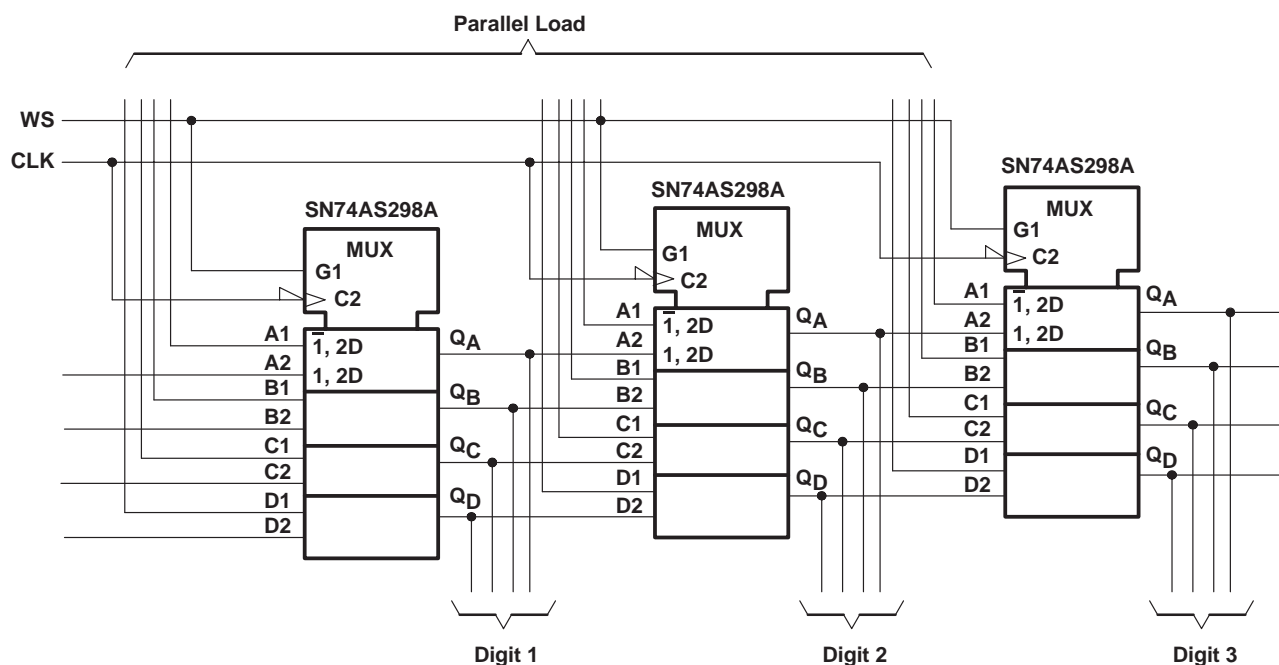 Parallel Load
WS
CLK
SN74AS298A
MUX
G1
C2
A1
A2
B1
B2
C1
C2
D1
D2
1, 2D
1, 2D
QA
QB
QC
QD
Digit 1
SN74AS298A
MUX
G1
C2
A1
A2
B1
B2
C1
C2
D1
D2
1, 2D
1, 2D
QA
QB
QC
QD
Digit 2
SN74AS298A
MUX
G1
C2
A1
A2
B1
B2
C1
C2
D1
D2
1, 2D
1, 2D
QA
QB
QC
QD
Digit 3